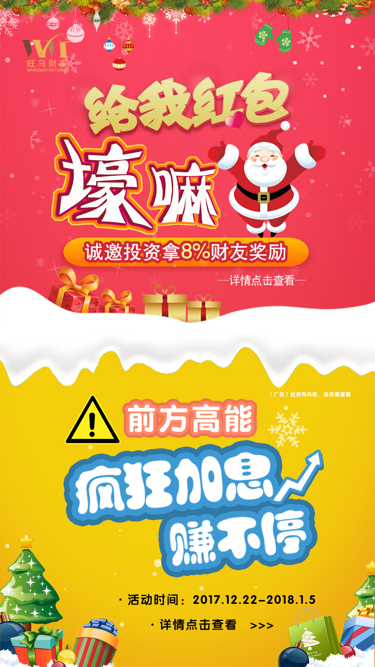 旺马财富
给我红包
壕嘛
诚邀投资拿8%财友奖励
—详情点击查看—
[广告] 投资有风险，选择需谨慎
前方高能
疯狂加息
赚不停
·活动时间：2017.12.22-2018.1.5
·详情点击查看 >>>